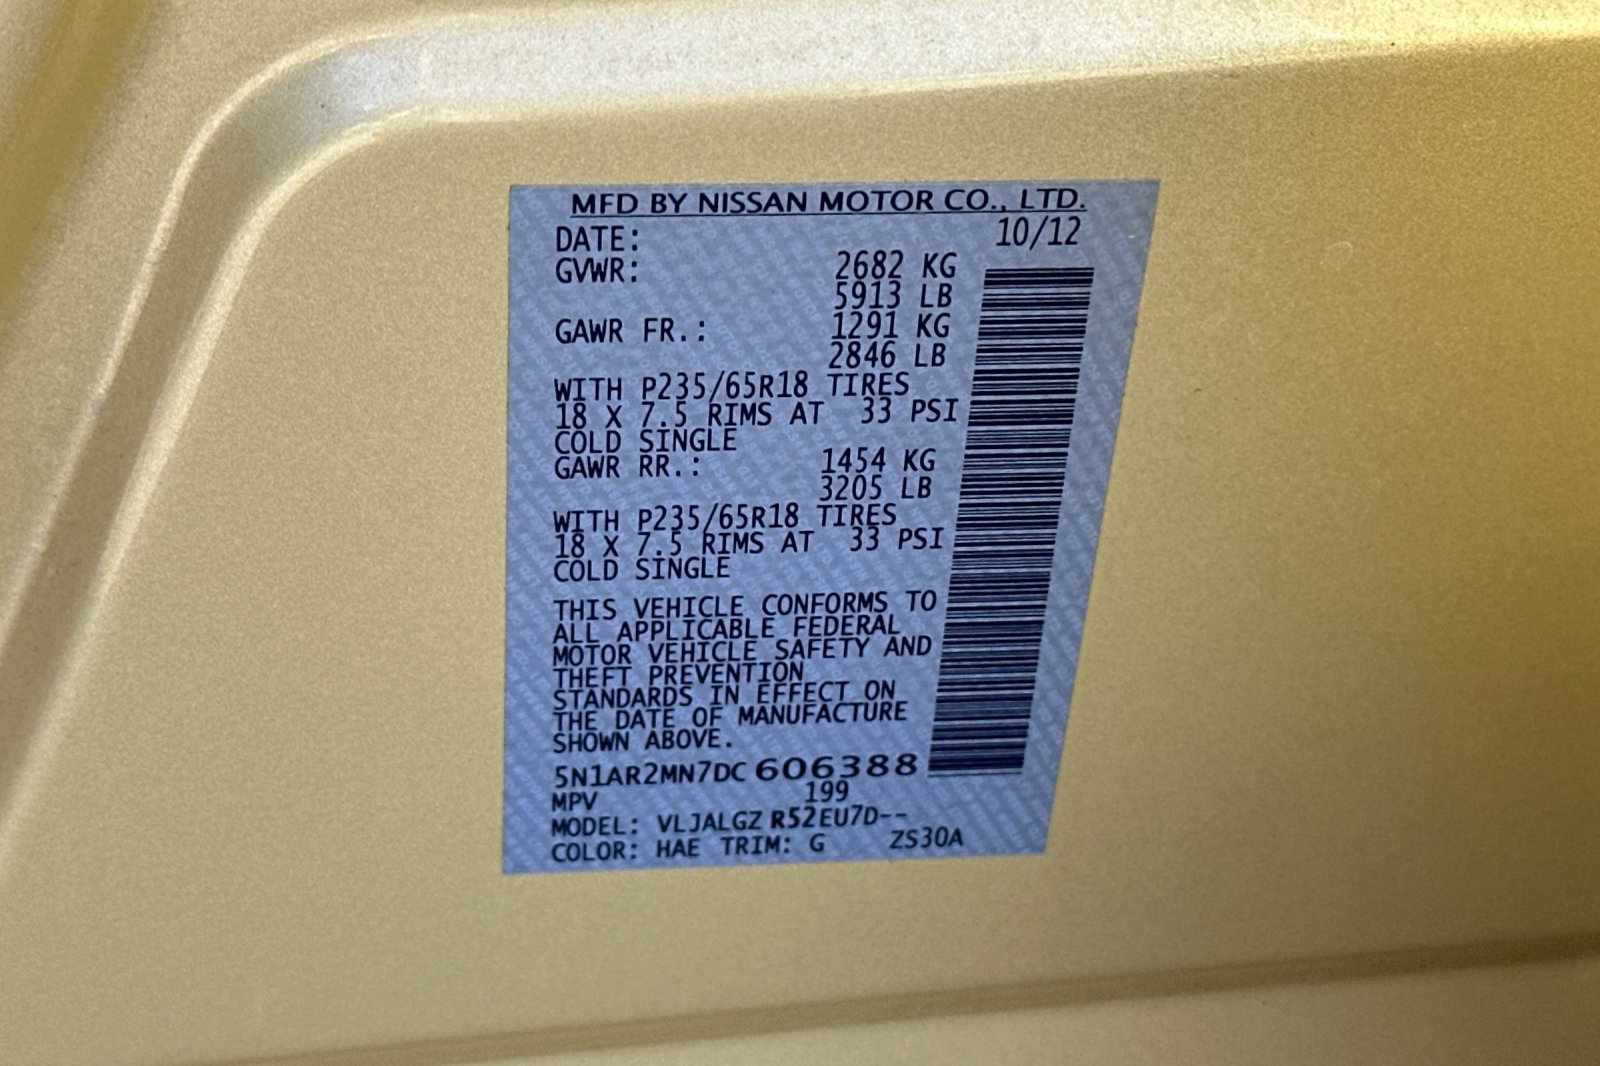 MFD BY NISSAN MOTOR CO., LTD.
DATE: 10/12
GVWR: 2682 KG
5913 LB
GAWR FR.: 1291 KG
2846 LB
WITH P235/65R18 TIRES
18 X 7.5 RIMS AT 33 PSI
COLD SINGLE
GAWR RR.: 1454 KG
3205 LB
WITH P235/65R18 TIRES
18 X 7.5 RIMS AT 33 PSI
COLD SINGLE
THIS VEHICLE CONFORMS TO
ALL APPLICABLE FEDERAL
MOTOR VEHICLE SAFETY AND
THEFT PREVENTION
STANDARDS IN EFFECT ON
THE DATE OF MANUFACTURE
SHOWN ABOVE.
5N1AR2MN7DC606388
MPV 199
MODEL: VLJALGZ R52EU7D--
COLOR: HAE TRIM: G ZS30A